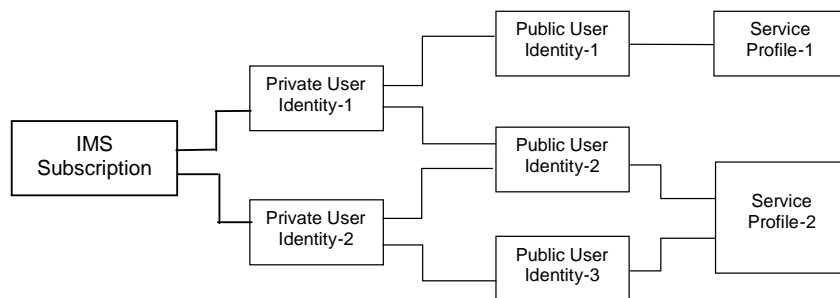 IMS
Subscription
Private User
Identity-1
Private User
Identity-2
Public User
Identity-1
Public User
Identity-2
Public User
Identity-3
Service
Profile-1
Service
Profile-2